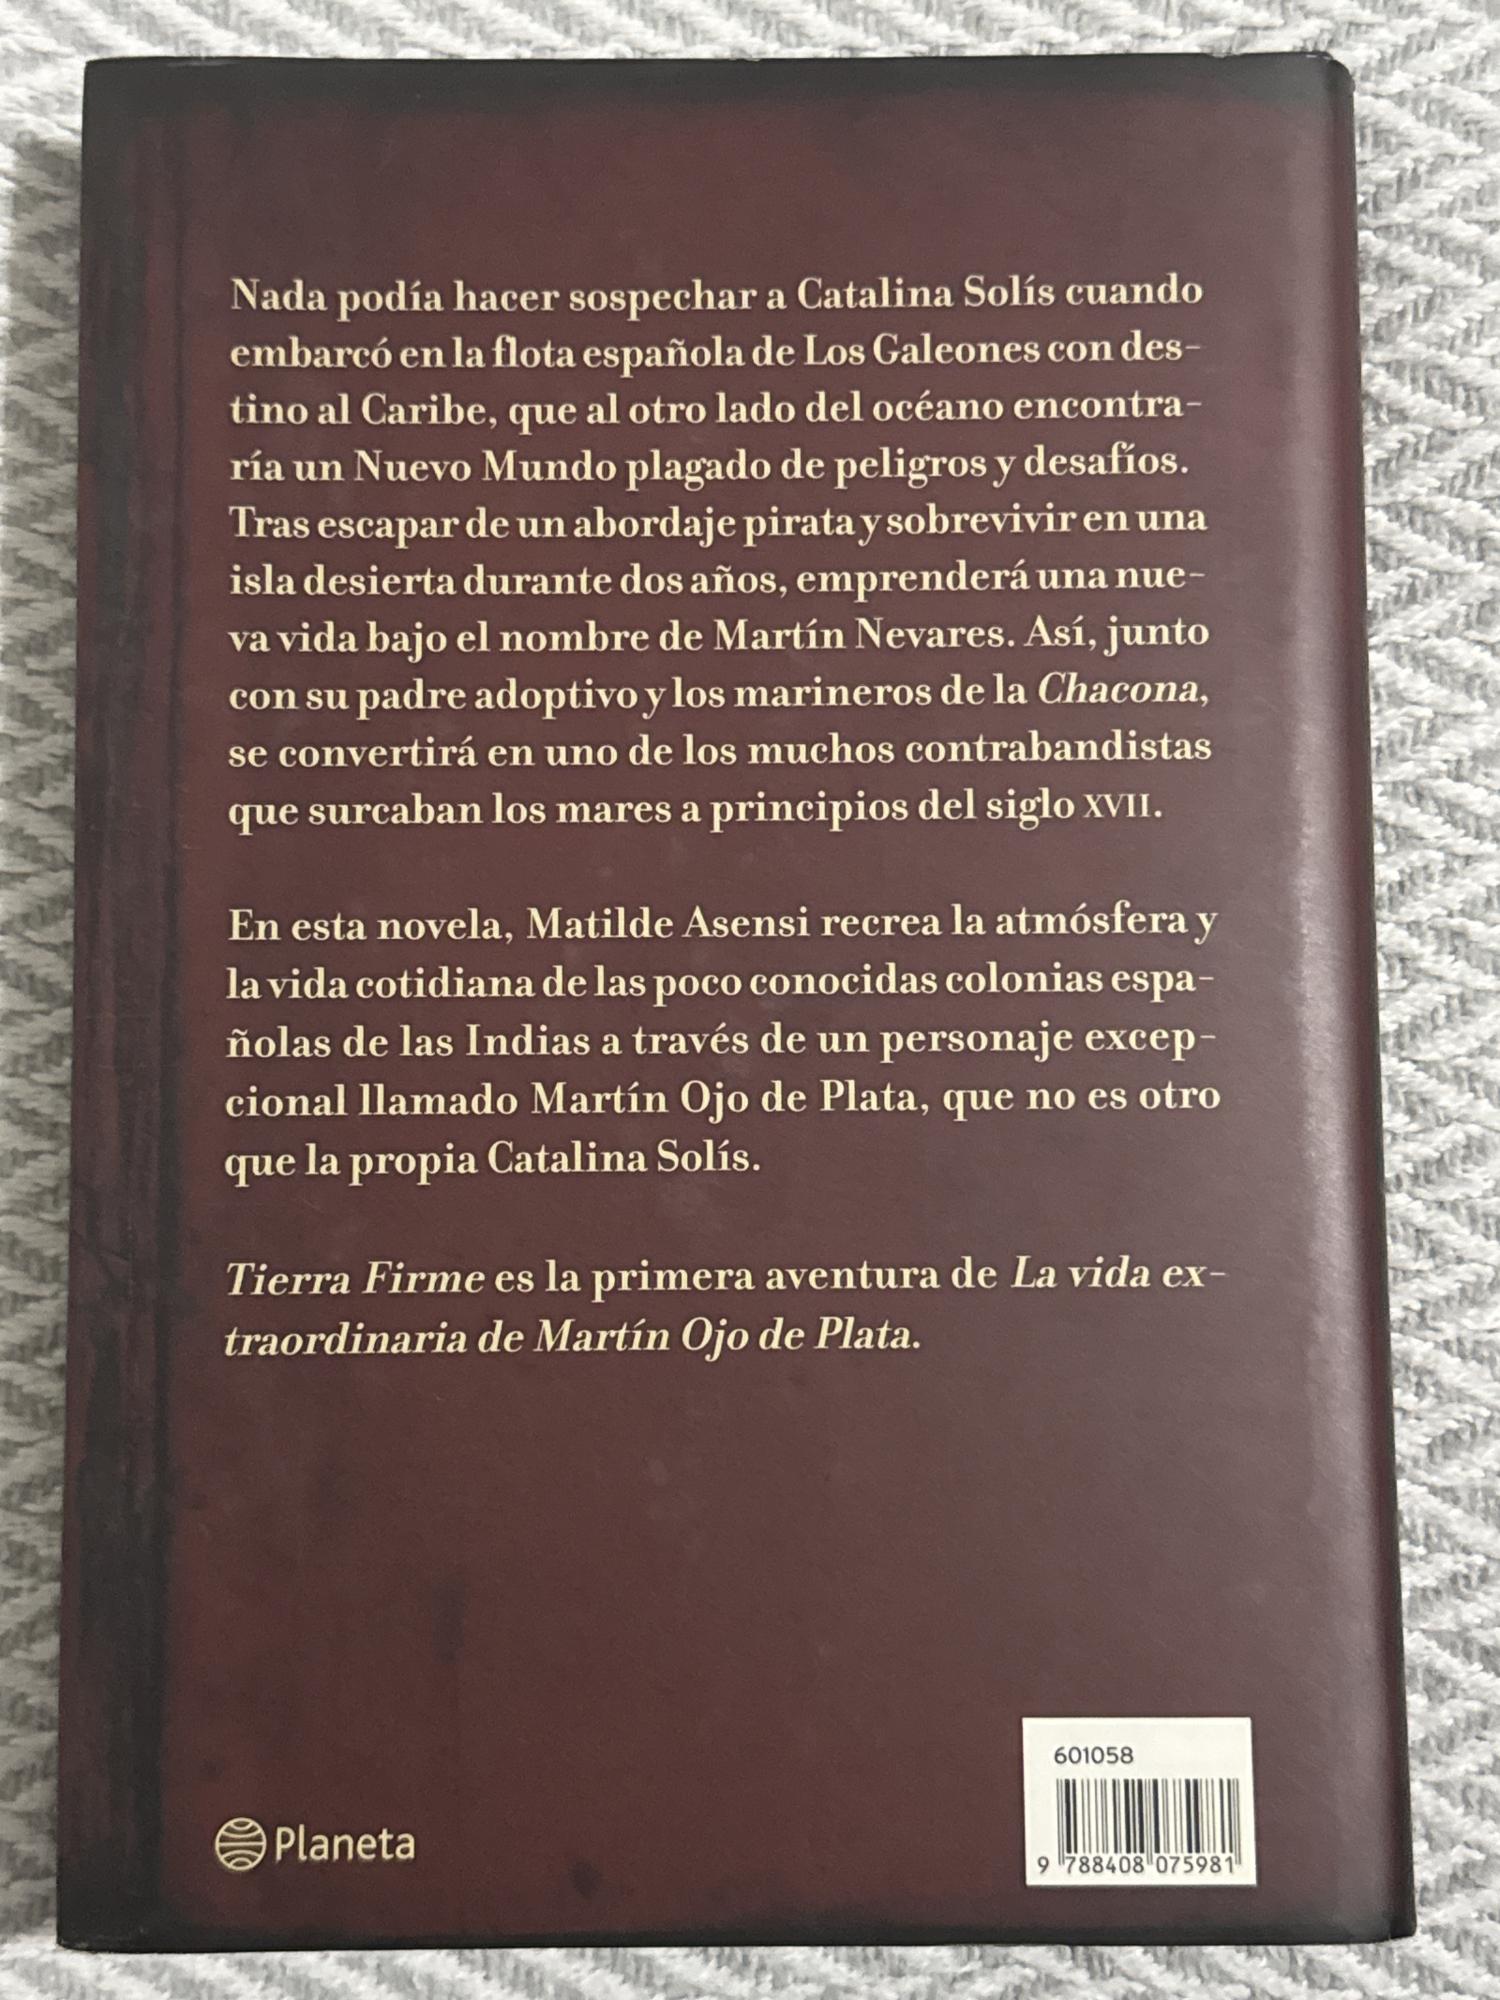 Nada podía hacer sospechar a Catalina Solís cuando
embarcó en la flota española de Los Galeones con des-
tino al Caribe, que al otro lado del océano encontra-
ría un Nuevo Mundo plagado de peligros y desafíos.
Tras escapar de un abordaje pirata y sobrevivir en una
isla desierta durante dos años, emprenderá una nue-
va vida bajo el nombre de Martín Nevares. Así, junto
con su padre adoptivo y los marineros de la Chacona,
se convertirá en uno de los muchos contrabandistas
que surcaban los mares a principios del siglo XVII.
En esta novela, Matilde Asensi recrea la atmósfera y
la vida cotidiana de las poco conocidas colonias espa-
ñolas de las Indias a través de un personaje excep-
cional llamado Martín Ojo de Plata, que no es otro
que la propia Catalina Solís.
Tierra Firme es la primera aventura de La vida ex-
traordinaria de Martín Ojo de Plata.
601058
9 788408 075981
Planeta